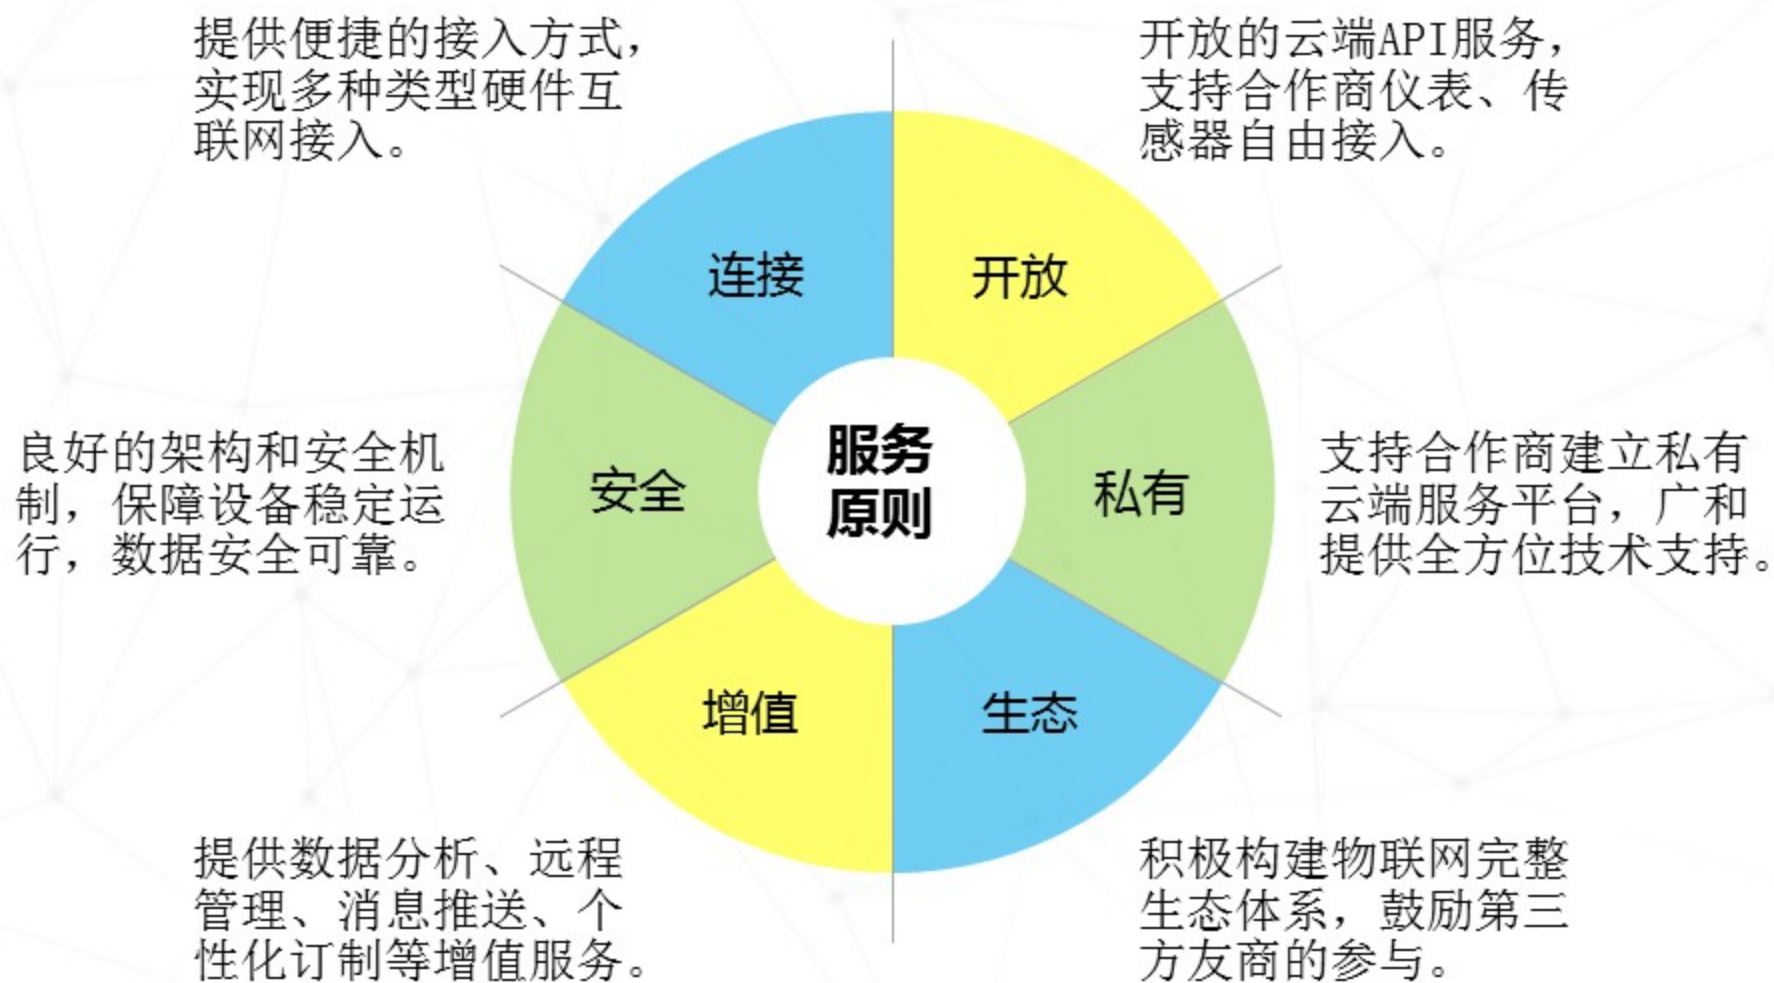 提供便捷的接入方式，
实现多种类型硬件互
联网接入。
开放的云端API服务，
支持合作商仪表、传
感器自由接入。
连接
开放
良好的架构和安全机
制，保障设备稳定运
行，数据安全可靠。
安全
服务
原则
私有
支持合作商建立私有
云端服务平台，广和
提供全方位技术支持。
增值
生态
提供数据分析、远程
管理、消息推送、个
性化订制等增值服务。
积极构建物联网完整
生态体系，鼓励第三
方友商的参与。